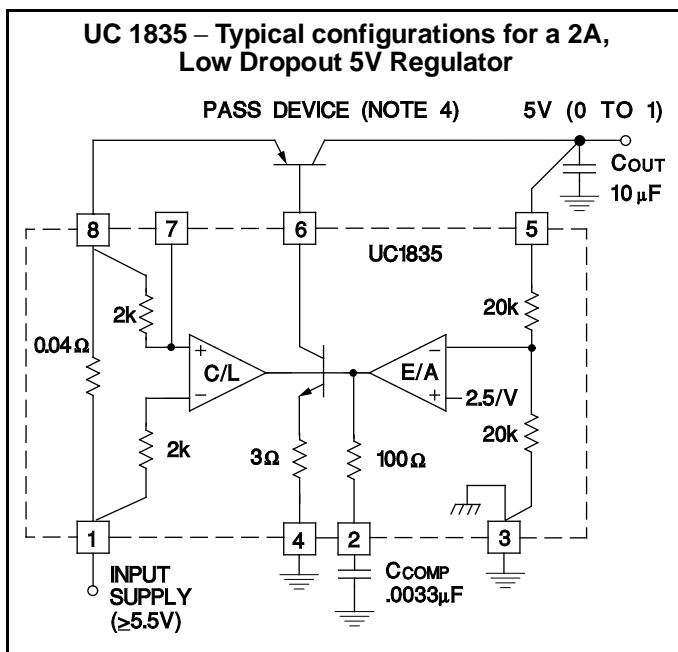 UC 1835 – Typical configurations for a 2A,
Low Dropout 5V Regulator
PASS DEVICE (NOTE 4)
5V (0 TO 1)
COUT
10 μF
8
7
6
5
UC1835
2k
20k
0.04Ω
+
C/L
−
−
E/A
+
2.5/V
2k
3Ω
100Ω
20k
1
4
2
3
INPUT
SUPPLY
(≥5.5V)
CCOMP
.0033μF